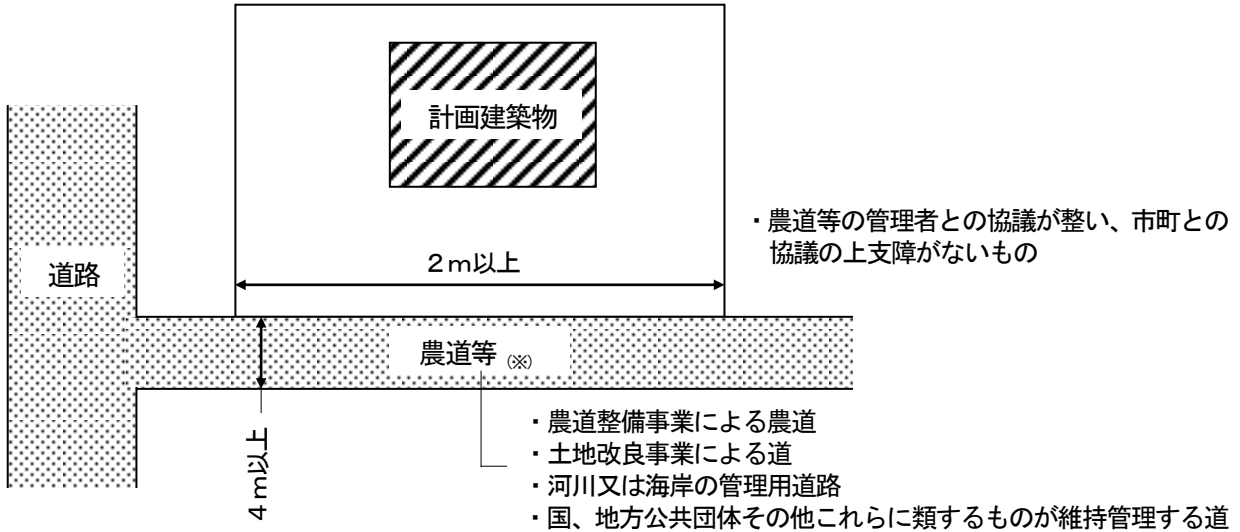 計画建築物
・農道等の管理者との協議が整い、市町との
協議の上支障がないもの
道路
2m以上
農道等 (※)
4m以上
・農道整備事業による農道
・土地改良事業による道
・河川又は海岸の管理用道路
・国、地方公共団体その他これらに類するものが維持管理する道